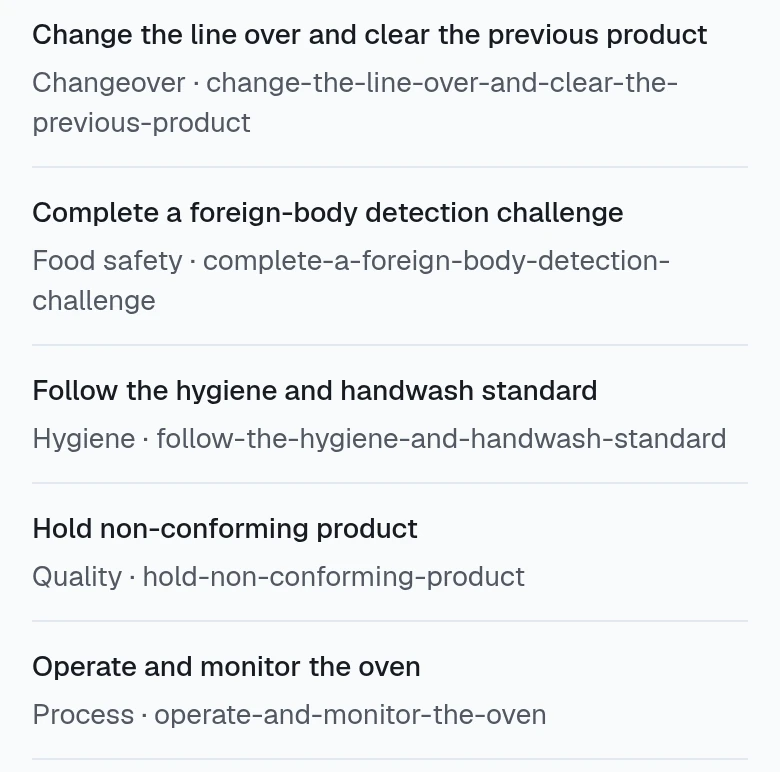 Change the line over and clear the previous product
Changeover · change-the-line-over-and-clear-the-
previous-product
Complete a foreign-body detection challenge
Food safety · complete-a-foreign-body-detection-
challenge
Follow the hygiene and handwash standard
Hygiene · follow-the-hygiene-and-handwash-standard
Hold non-conforming product
Quality · hold-non-conforming-product
Operate and monitor the oven
Process · operate-and-monitor-the-oven